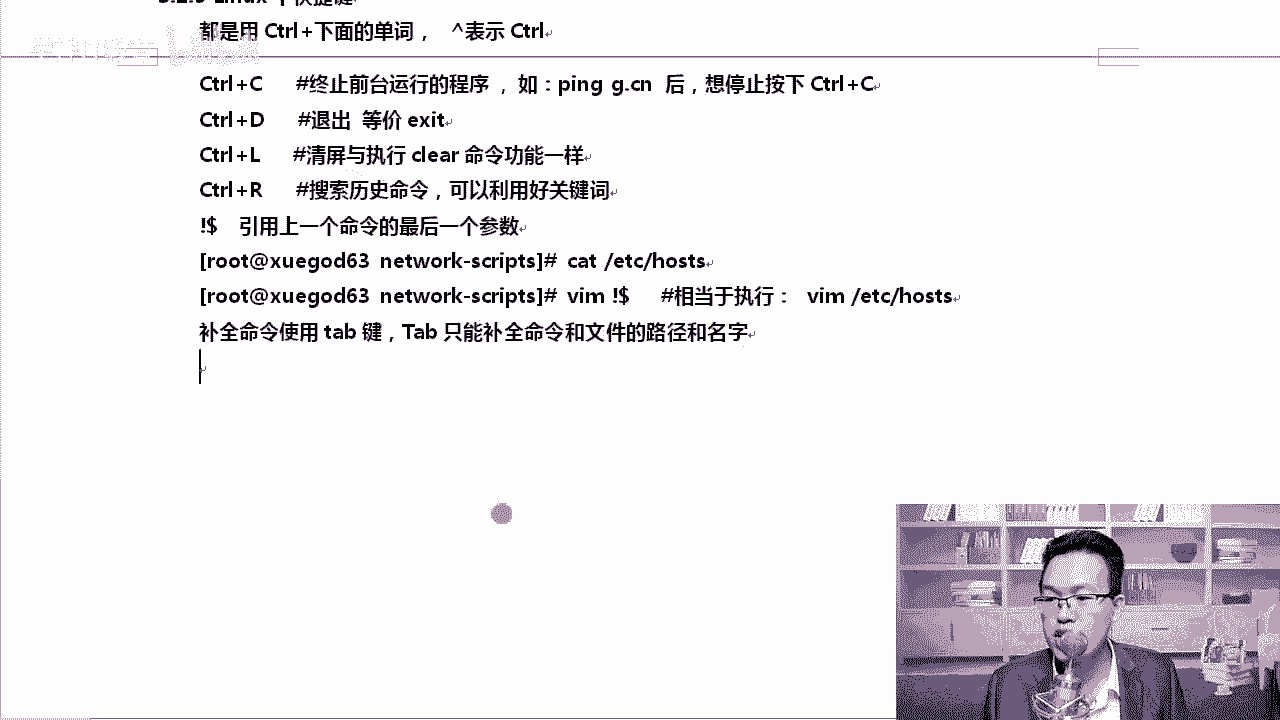 都是用 Ctrl+下面的单词， ^表示 Ctrl
Ctrl+C #终止前台运行的程序 ，如：ping g.cn 后，想停止按下 Ctrl+C
Ctrl+D #退出 等价 exit
Ctrl+L #清屏与执行 clear 命令功能一样
Ctrl+R #搜索历史命令，可以利用好关键词
!$ 引用上一个命令的最后一个参数
[root@xuegod63 network-scripts]# cat /etc/hosts
[root@xuegod63 network-scripts]# vim !$ #相当于执行： vim /etc/hosts
补全命令使用 tab 键，Tab 只能补全命令和文件的路径和名字